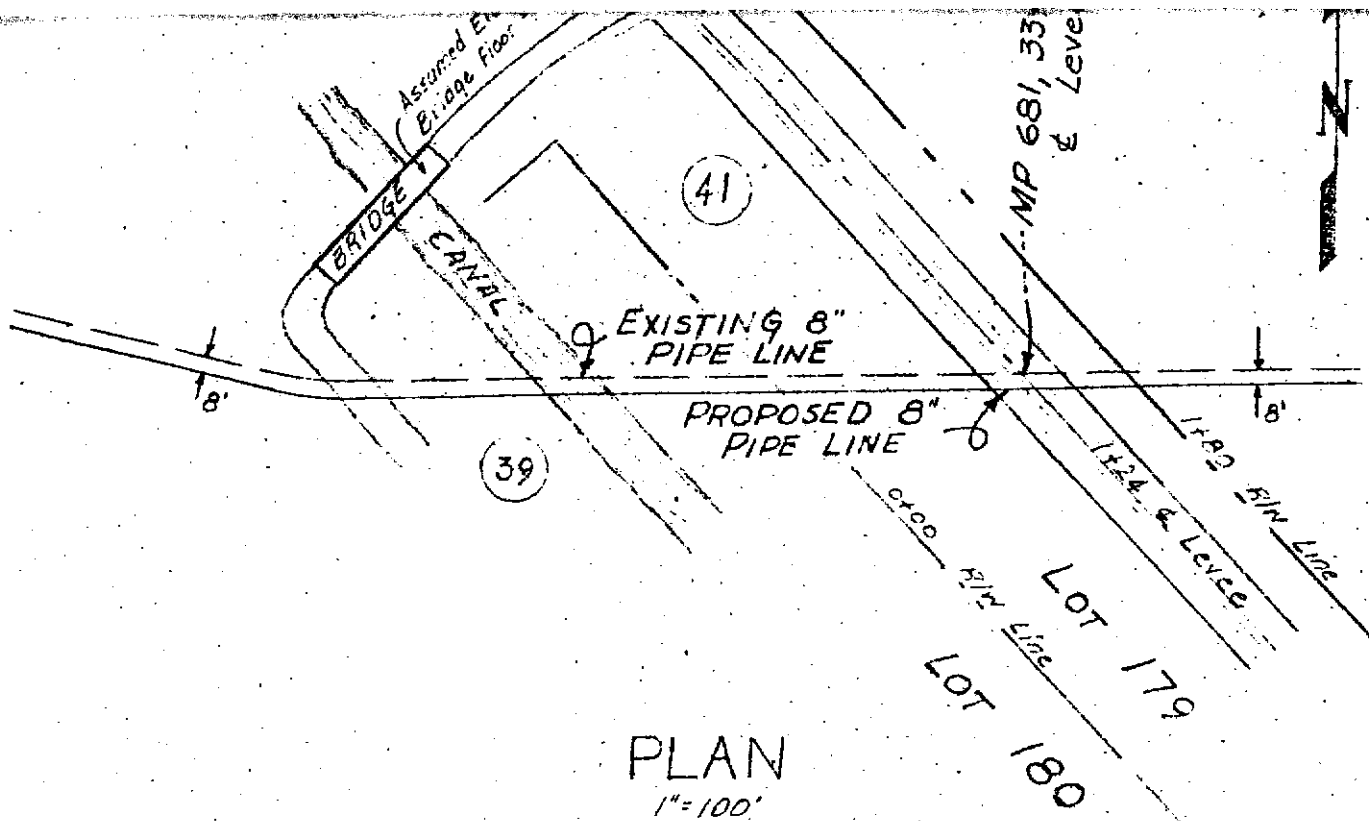 Assumed
Bridge Floor
BRIDGE
CANAL
41
MP 681, 33
℄ Leve
N
EXISTING 8"
PIPE LINE
8'
PROPOSED 8"
PIPE LINE
8'
39
1+80 R/W Line
1+24 ℄ Levee
0+00 R/W Line
LOT 179
LOT 180
PLAN
1"=100'